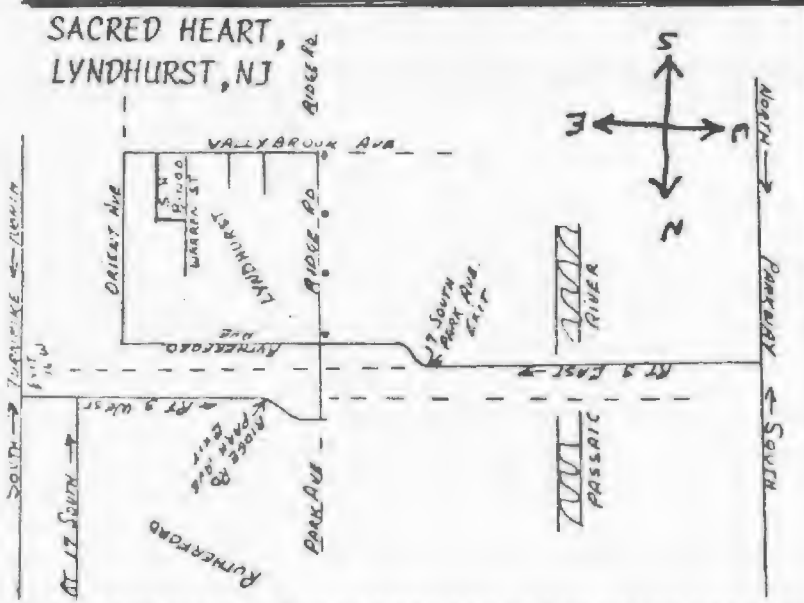 SACRED HEART,
LYNDHURST, NJ
RIDGE RD
S
E
N
NORTH →
VALLYBROOK AVE
ORIENT AVE
S H
BINGO
WARREN ST
LYNDHURST
RIDGE RD
17 SOUTH
PARK AVE.
EXIT
RIVER
PARKWAY
TURNPIKE ← NORTH
RUTHERFORD
AVE
EXIT
16 W
RT 3 EAST →
SOUTH →
← RT 3 WEST
RIDGE RD
PARK AVE
EXIT
PASSAIC
← SOUTH
RT 17 SOUTH →
PARK AVE
RUTHERFORD